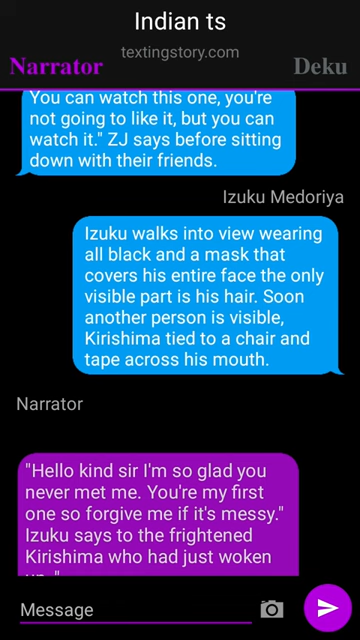 Indian ts
textingstory.com
Narrator
Deku
You can watch this one, you're
not going to like it, but you can
watch it." ZJ says before sitting
down with their friends.
Izuku Medoriya
Izuku walks into view wearing
all black and a mask that
covers his entire face the only
visible part is his hair. Soon
another person is visible,
Kirishima tied to a chair and
tape across his mouth.
Narrator
"Hello kind sir I'm so glad you
never met me. You're my first
one so forgive me if it's messy."
Izuku says to the frightened
Kirishima who had just woken
up "
Message